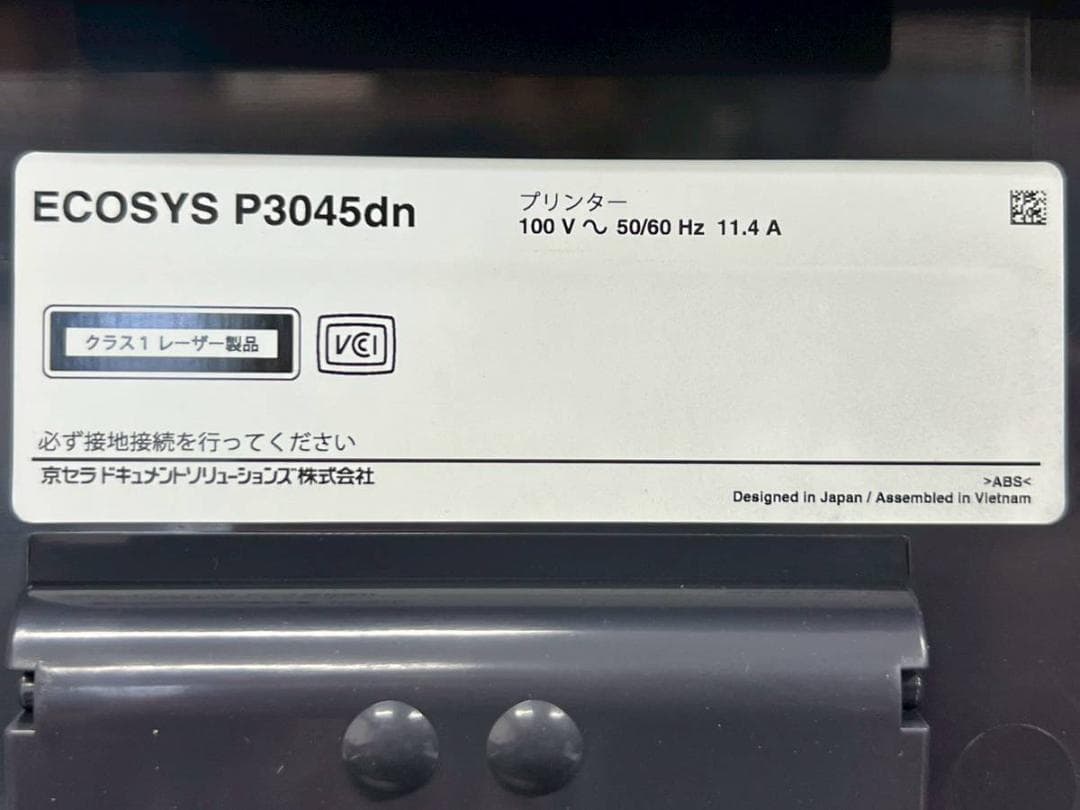 ECOSYS P3045dn
プリンター
100 V ～ 50/60 Hz 11.4 A
クラス1 レーザー製品
VCI
必ず接地接続を行ってください
京セラドキュメントソリューションズ株式会社
>ABS<
Designed in Japan / Assembled in Vietnam